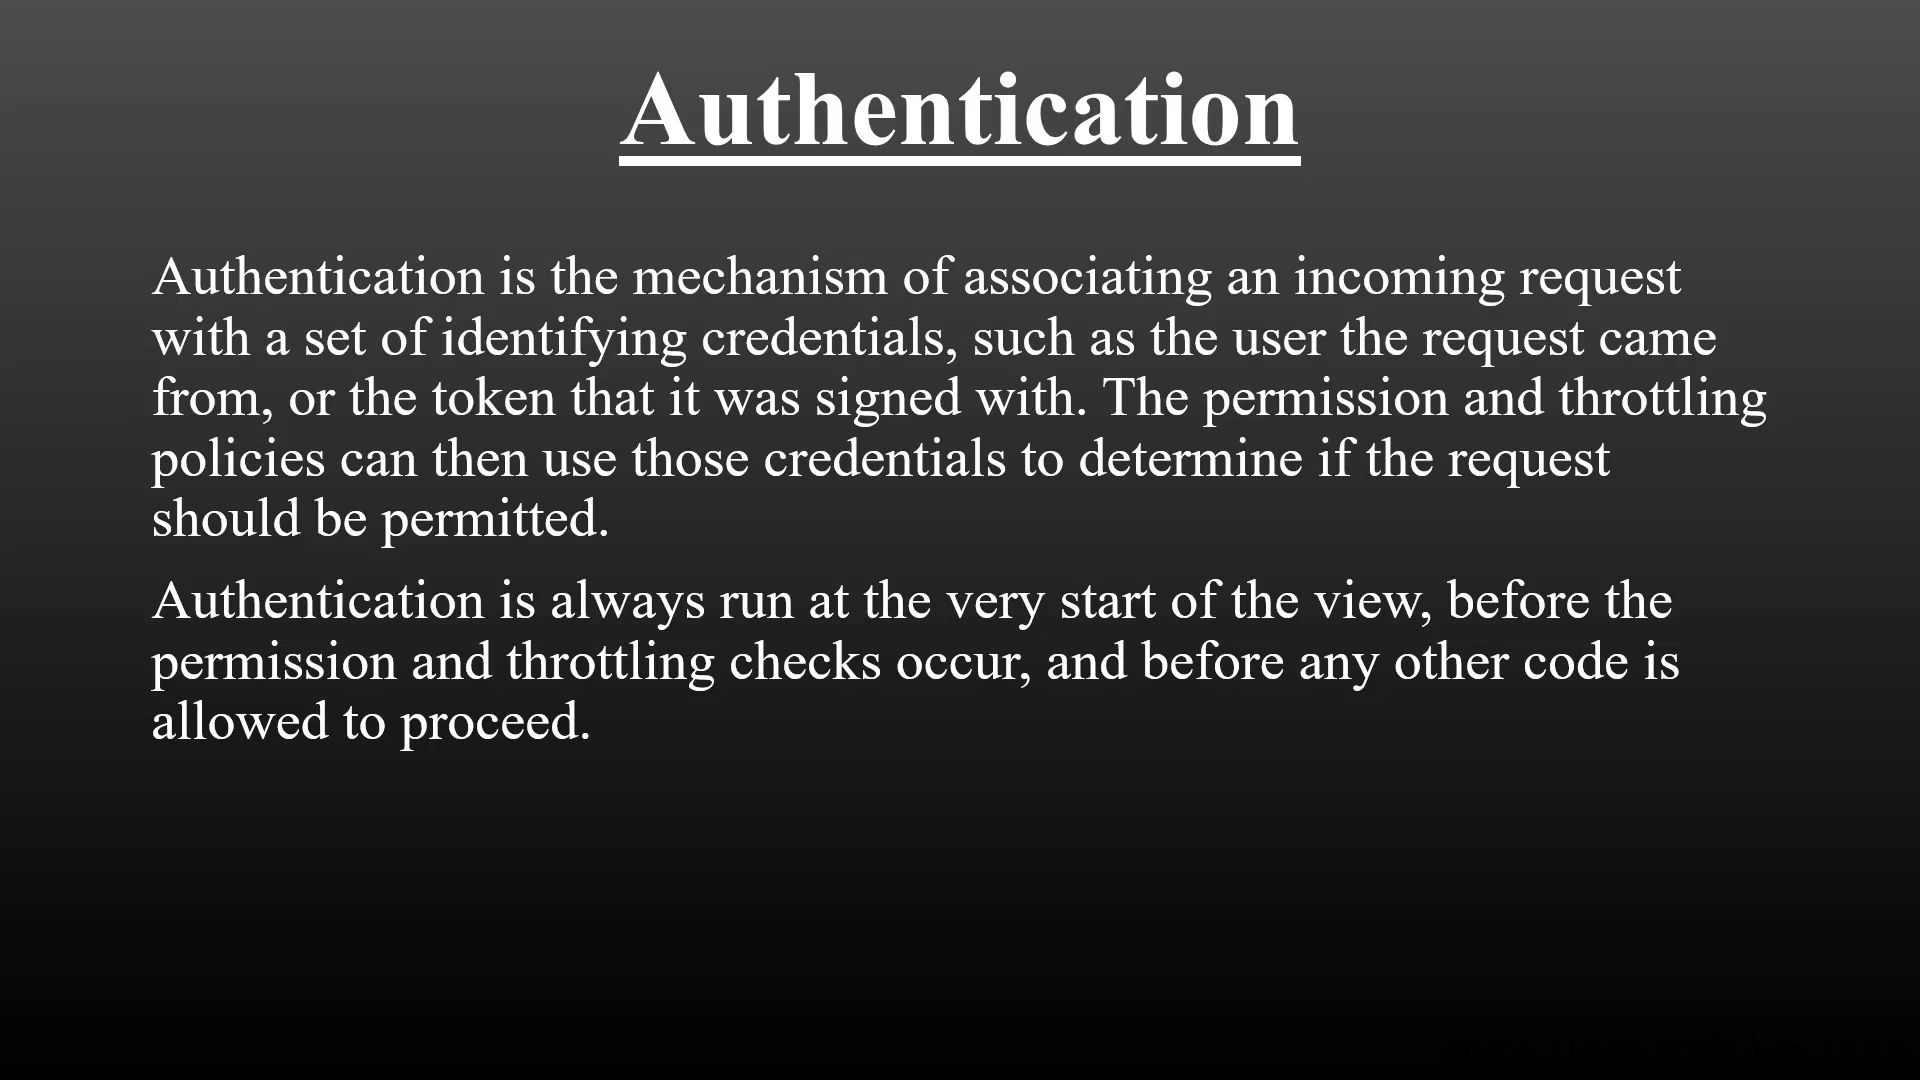 Authentication
Authentication is the mechanism of associating an incoming request
with a set of identifying credentials, such as the user the request came
from, or the token that it was signed with. The permission and throttling
policies can then use those credentials to determine if the request
should be permitted.
Authentication is always run at the very start of the view, before the
permission and throttling checks occur, and before any other code is
allowed to proceed.